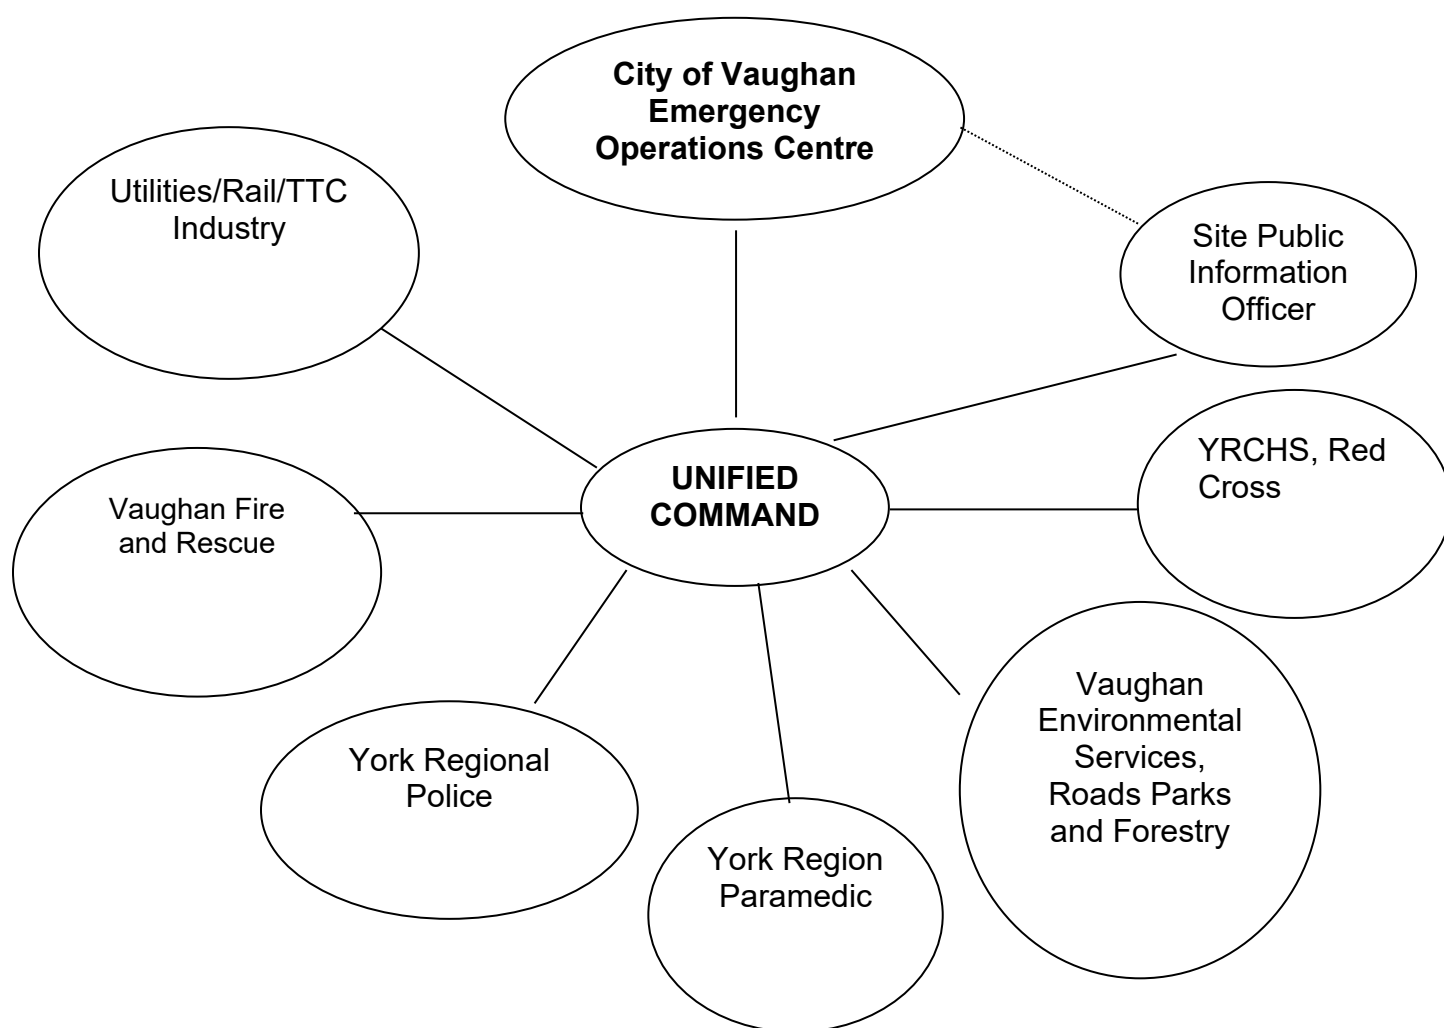 City of Vaughan
Emergency
Operations Centre
Utilities/Rail/TTC
Industry
Site Public
Information
Officer
UNIFIED
COMMAND
YRCHS, Red
Cross
Vaughan Fire
and Rescue
Vaughan
Environmental
Services,
Roads Parks
and Forestry
York Regional
Police
York Region
Paramedic